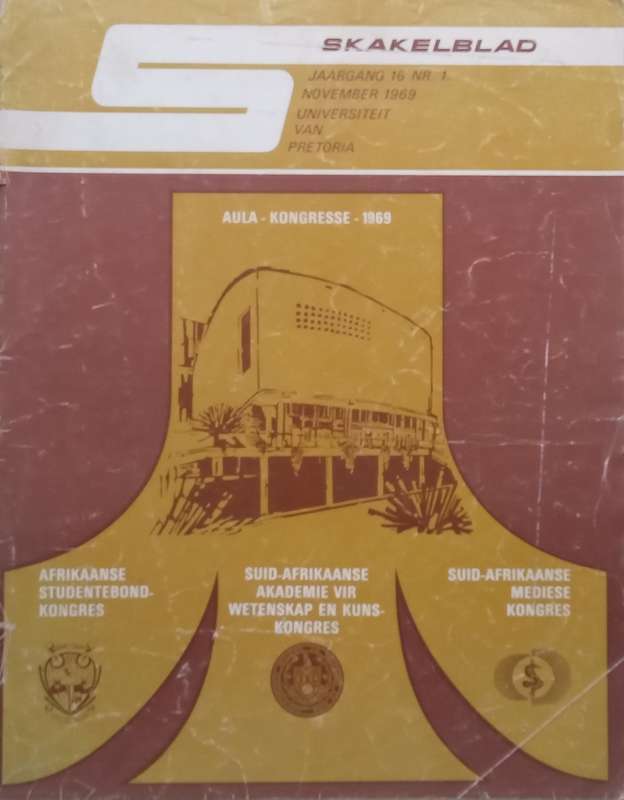 SKAKELBLAD
JAARGANG 16 NR. 1.
NOVEMBER 1969
UNIVERSITEIT
VAN
PRETORIA
AULA - KONGRESSE - 1969
AFRIKAANSE
STUDENTEBOND-
KONGRES
SUID-AFRIKAANSE
AKADEMIE VIR
WETENSKAP EN KUNS-
KONGRES
SUID-AFRIKAANSE
MEDIESE
KONGRES